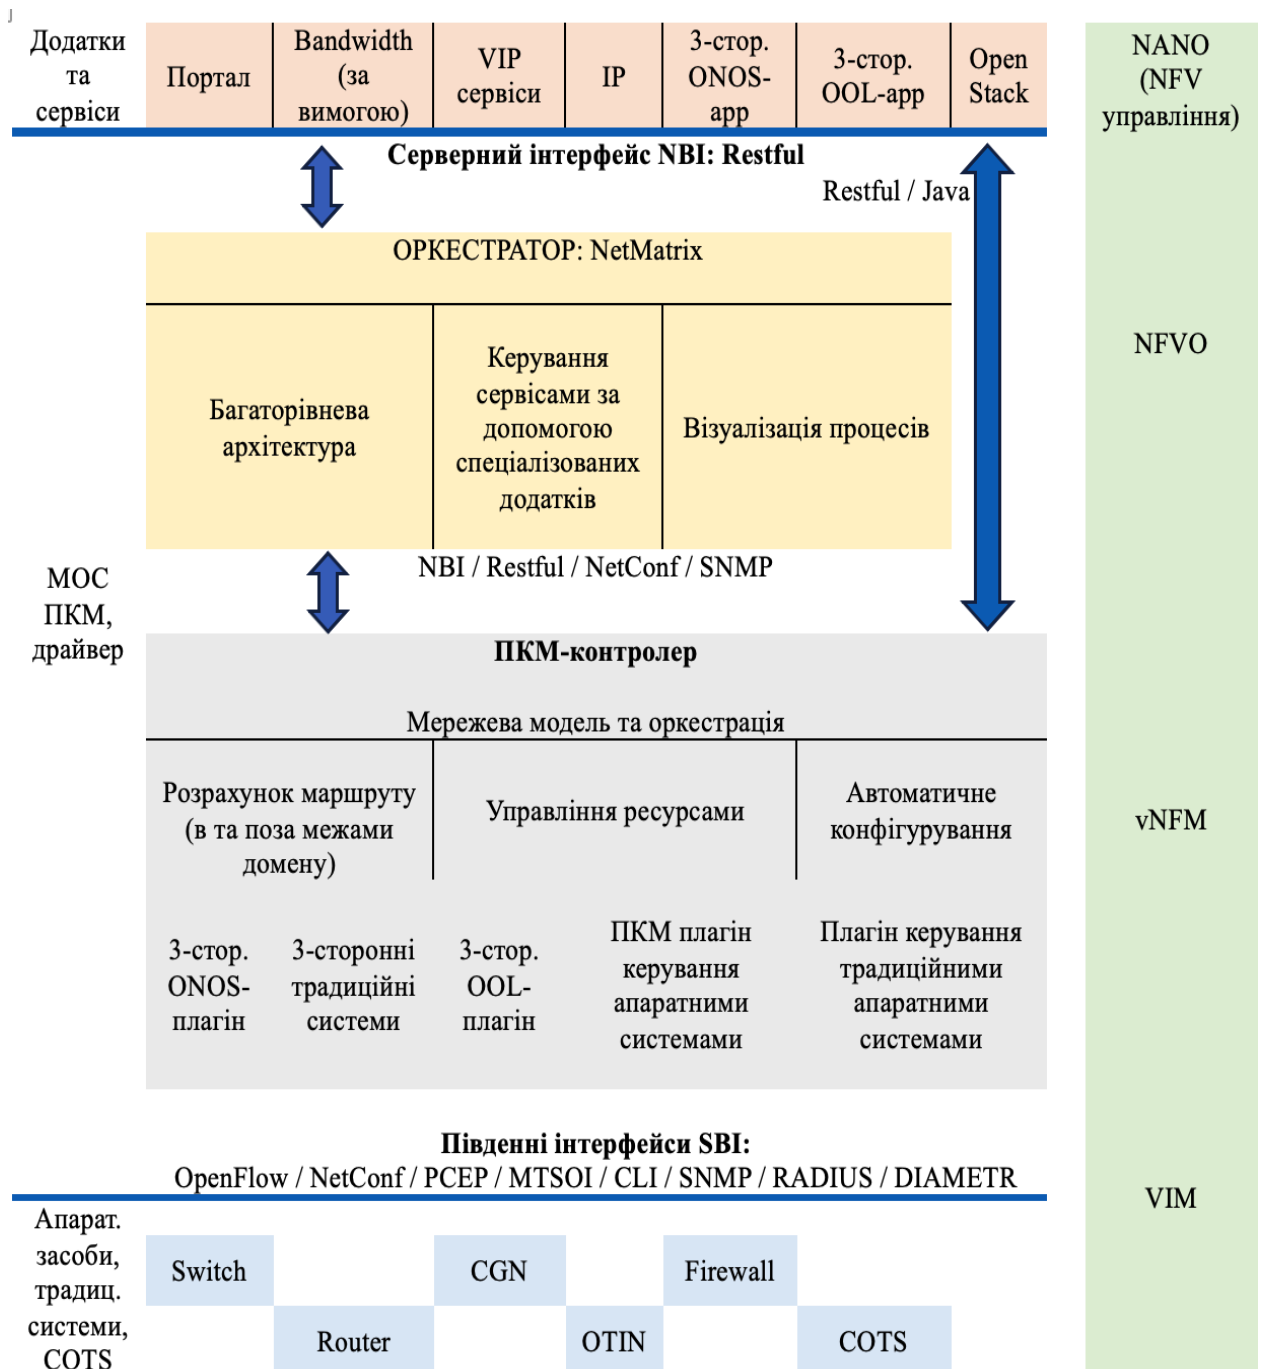 Додатки
та
сервіси
Портал
Bandwidth
(за
вимогою)
VIP
сервіси
IP
3-стор.
ONOS-
app
3-стор.
OOL-app
Open
Stack
NANO
(NFV
управління)
Серверний інтерфейс NBI: Restful
Restful / Java
ОРКЕСТРАТОР: NetMatrix
Багаторівнева
архітектура
Керування
сервісами за
допомогою
спеціалізованих
додатків
Візуалізація процесів
NFVO
NBI / Restful / NetConf / SNMP
МОС
ПКМ,
драйвер
ПКМ-контролер
Мережева модель та оркестрація
Розрахунок маршруту
(в та поза межами
домену)
Управління ресурсами
Автоматичне
конфігурування
vNFM
3-стор.
ONOS-
плагін
3-сторонні
традиційні
системи
3-стор.
OOL-
плагін
ПКМ плагін
керування
апаратними
системами
Плагін керування
традиційними
апаратними
системами
Південні інтерфейси SBI:
OpenFlow / NetConf / PCEP / MTSOI / CLI / SNMP / RADIUS / DIAMETR
VIM
Апарат.
засоби,
традиц.
системи,
COTS
Switch
CGN
Firewall
Router
OTIN
COTS